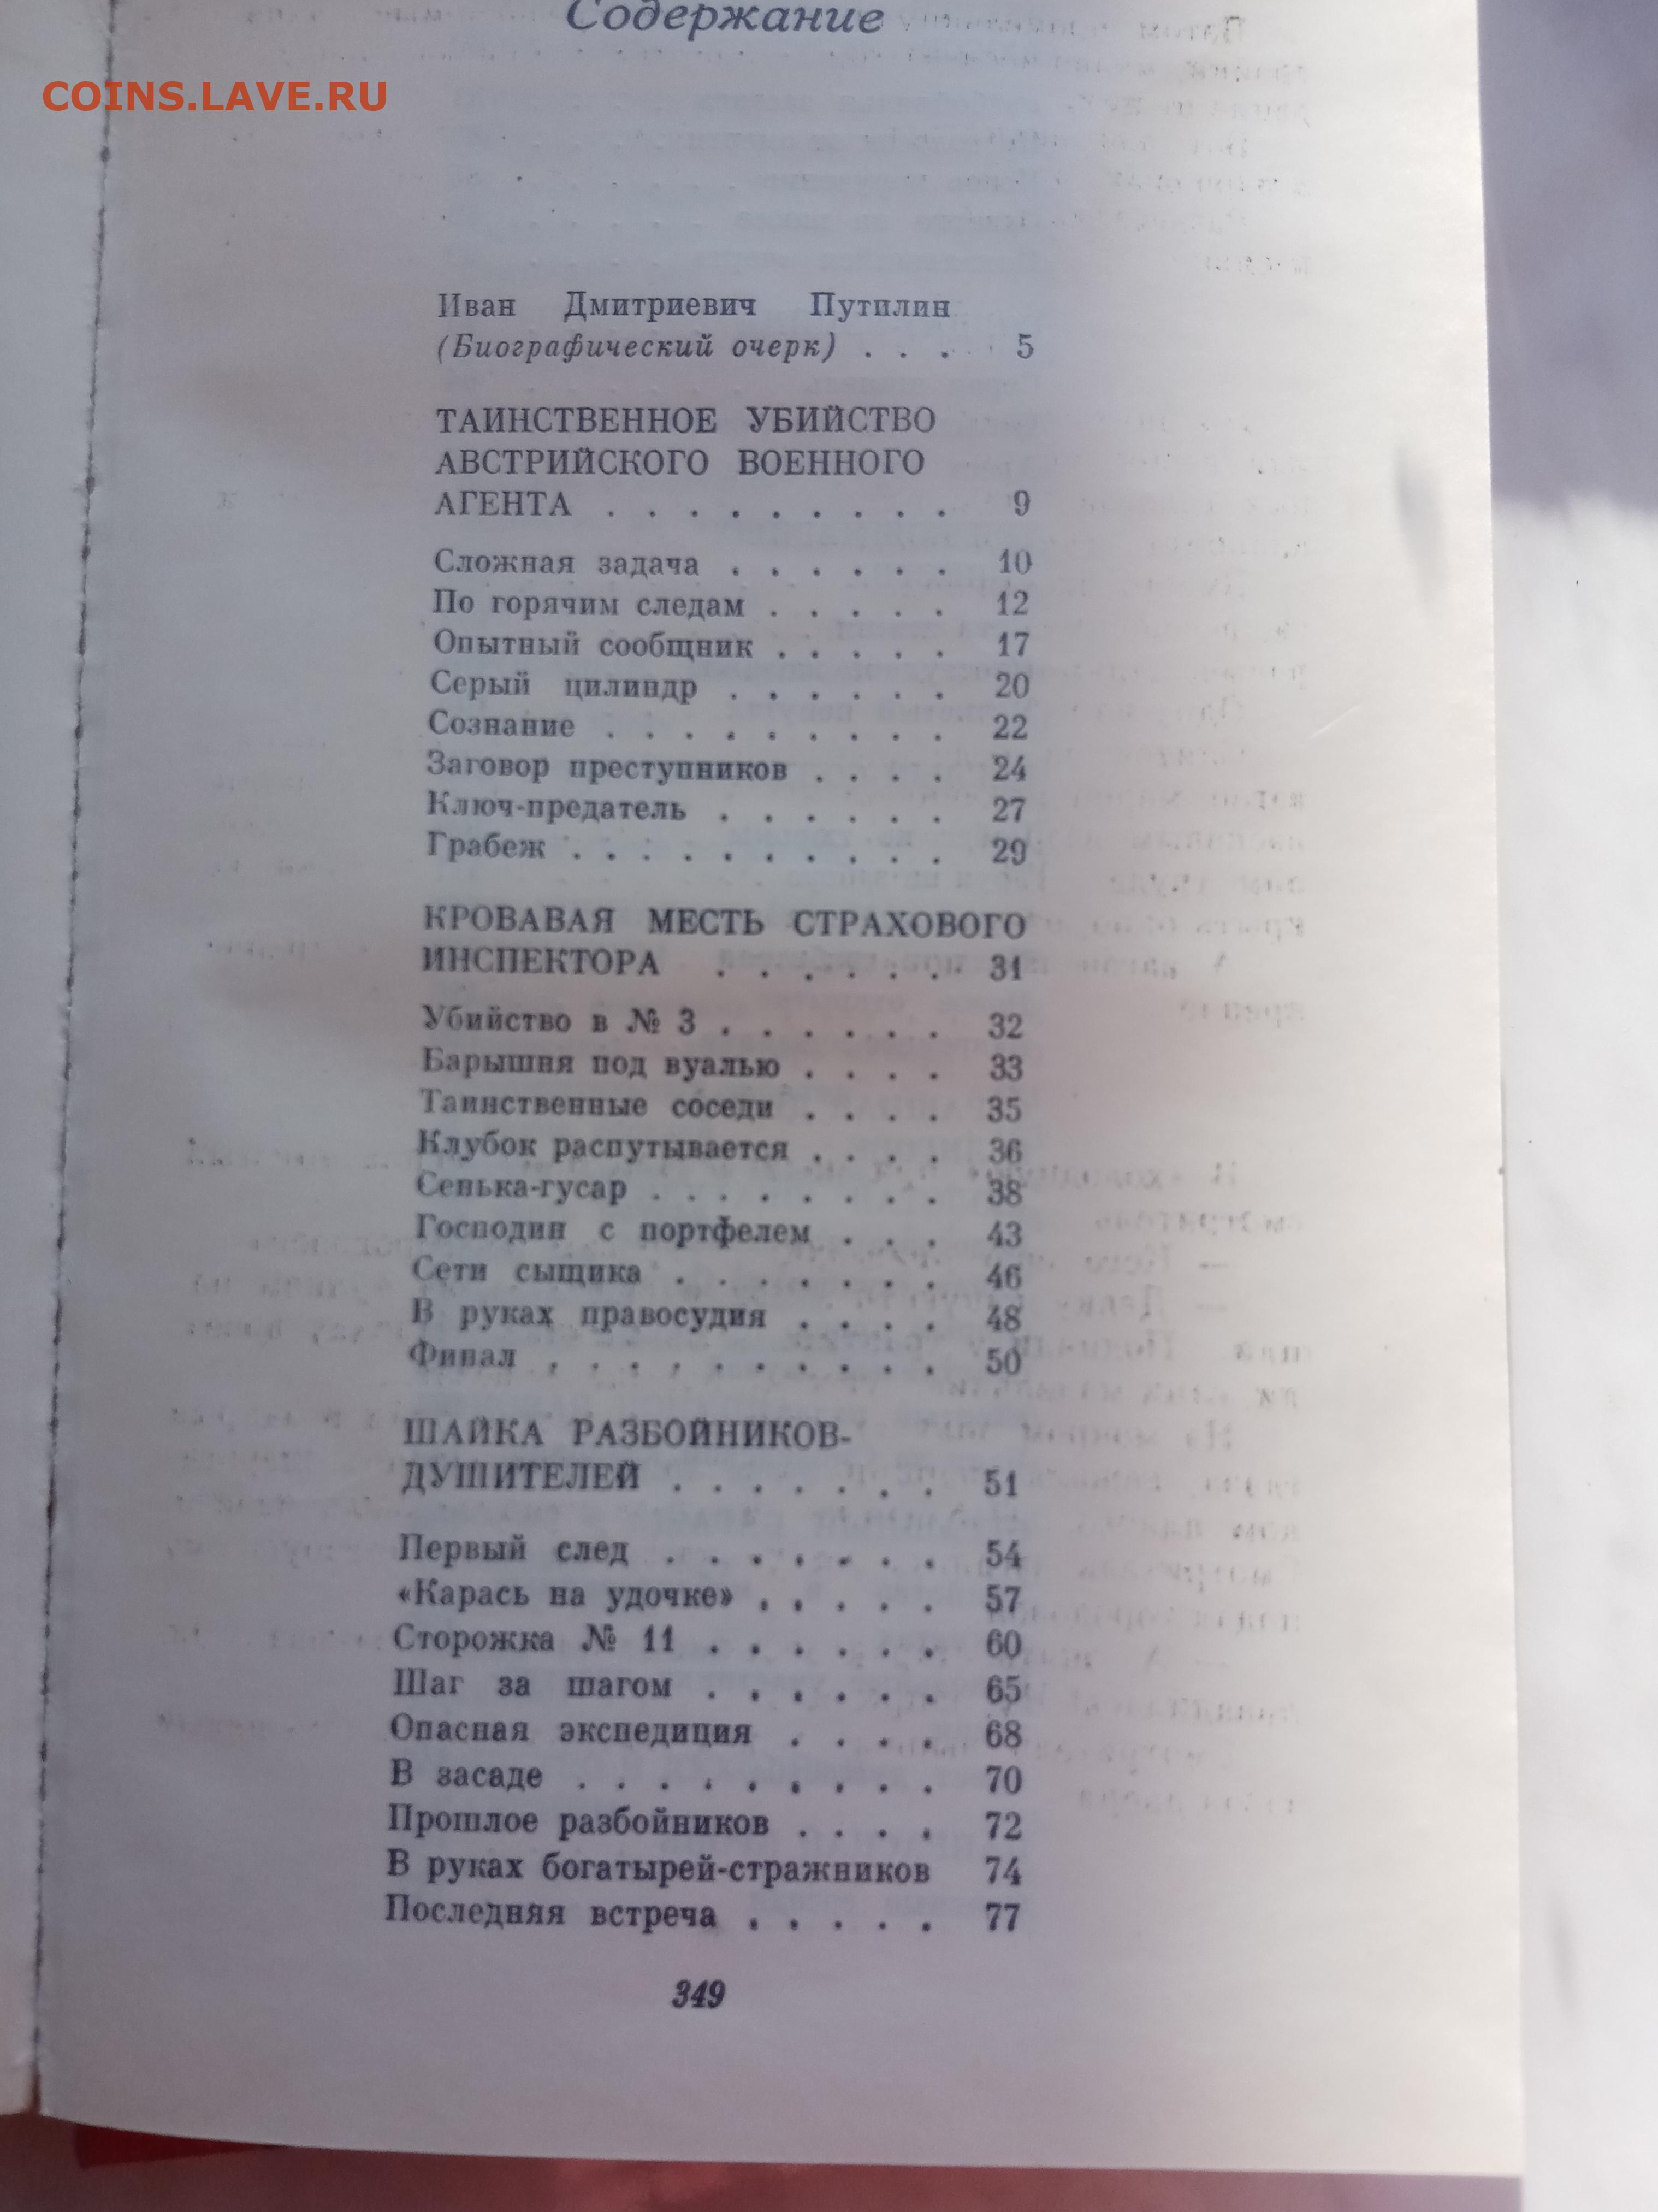 Содержание
COINS.LAVE.RU
Иван Дмитриевич Путилин
(Биографический очерк) . . . . 5
ТАИНСТВЕННОЕ УБИЙСТВО
АВСТРИЙСКОГО ВОЕННОГО
АГЕНТА . . . . . . . . . 9
Сложная задача . . . . . . 10
По горячим следам . . . . . 12
Опытный сообщник . . . . . 17
Серый цилиндр . . . . . . 20
Сознание . . . . . . . . . 22
Заговор преступников . . . . 24
Ключ-предатель . . . . . . 27
Грабеж . . . . . . . . . . 29
КРОВАВАЯ МЕСТЬ СТРАХОВОГО
ИНСПЕКТОРА . . . . . . 31
Убийство в № 3 . . . . . . 32
Барышня под вуалью . . . . 33
Таинственные соседи . . . . 35
Клубок распутывается . . . . 36
Сенька-гусар . . . . . . . . 38
Господин с портфелем . . . 43
Сети сыщика . . . . . . . 46
В руках правосудия . . . . 48
Финал . . . . . . . . . . 50
ШАЙКА РАЗБОЙНИКОВ-
ДУШИТЕЛЕЙ . . . . . . . 51
Первый след . . . . . . . 54
«Карась на удочке» . . . . . 57
Сторожка № 11 . . . . . . 60
Шаг за шагом . . . . . . 65
Опасная экспедиция . . . . 68
В засаде . . . . . . . . . 70
Прошлое разбойников . . . . 72
В руках богатырей-стражников 74
Последняя встреча . . . . . 77
349